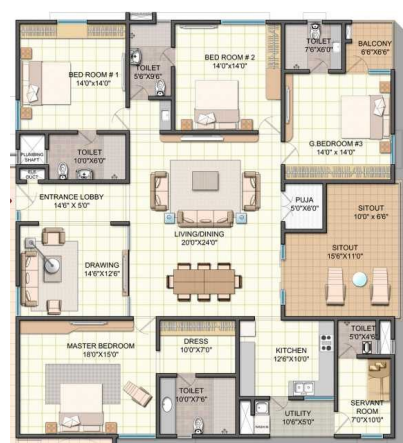 BED ROOM # 1
14'0"x14'0"
TOILET
5'6"X9'6"
BED ROOM # 2
14'0"x14'0"
TOILET
7'6"X6'0"
BALCONY
6'6"X6'6"
G.BEDROOM #3
14'0" x 14'0"
PLUMBING
SHAFT
ELE
DUCT
TOILET
10'0"X6'0"
ENTRANCE LOBBY
14'6" X 5'0"
PUJA
5'0"X6'0"
SITOUT
10'0" x 6'6"
LIVING/DINING
20'0"X24'0"
SITOUT
15'6"X11'0"
DRAWING
14'6"X12'6"
MASTER BEDROOM
18'0"X15'0"
DRESS
10'0"X7'0"
KITCHEN
12'6"X10'0"
TOILET
5'0"X4'6"
TOILET
10'0"X7'6"
UTILITY
10'6"X5'0"
SERVANT
ROOM
7'0"X10'0"